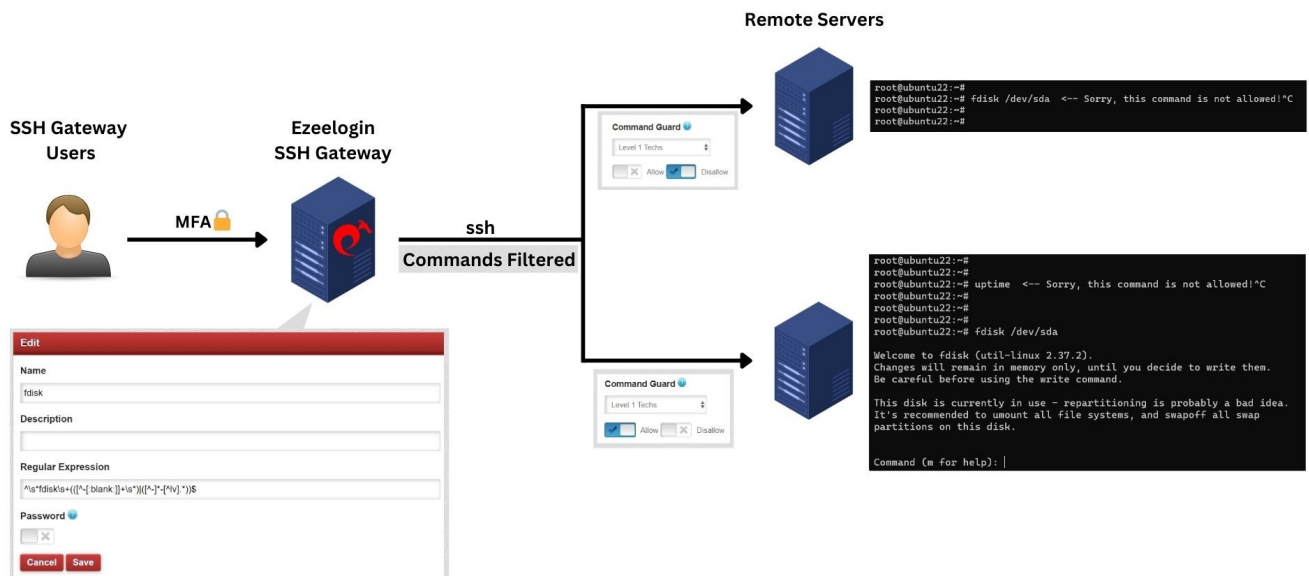 Remote Servers
root@ubuntu22:~#
root@ubuntu22:~# fdisk /dev/sda  <-- Sorry, this command is not allowed!^C
root@ubuntu22:~#
root@ubuntu22:~#
SSH Gateway
Users
Ezeelogin
SSH Gateway
Command Guard
Level 1 Techs
Allow Disallow
MFA
ssh
Commands Filtered
root@ubuntu22:~#
root@ubuntu22:~#
root@ubuntu22:~# uptime  <-- Sorry, this command is not allowed!^C
root@ubuntu22:~#
root@ubuntu22:~#
root@ubuntu22:~#
root@ubuntu22:~# fdisk /dev/sda
Welcome to fdisk (util-linux 2.37.2).
Changes will remain in memory only, until you decide to write them.
Be careful before using the write command.
This disk is currently in use - repartitioning is probably a bad idea.
It's recommended to umount all file systems, and swapoff all swap
partitions on this disk.
Command (m for help):
Command Guard
Level 1 Techs
Allow Disallow
Edit
Name
fdisk
Description
Regular Expression
^\s*fdisk\s+(([^-[:blank:]]+\s*)|([^-]*-[^lv].*))$
Password
Cancel Save